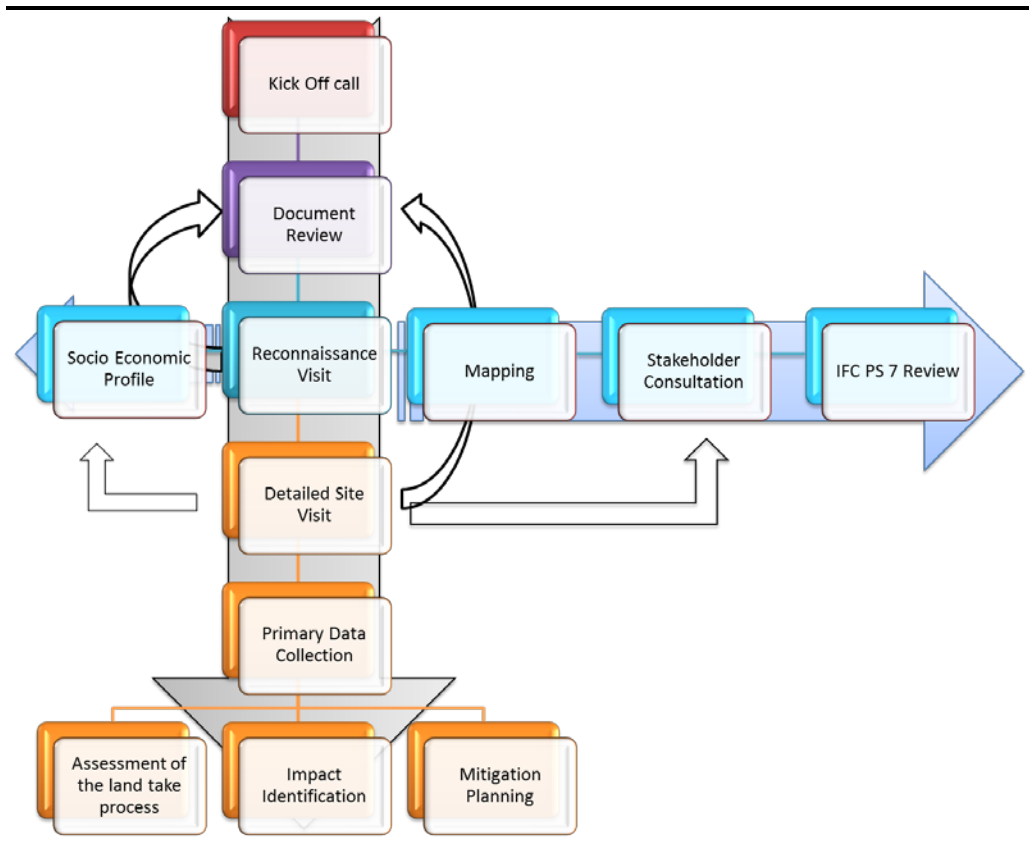 Kick Off call
Document
Review
Socio Economic
Profile
Reconnaissance
Visit
Mapping
Stakeholder
Consultation
IFC PS 7 Review
Detailed Site
Visit
Primary Data
Collection
Assessment of
the land take
process
Impact
Identification
Mitigation
Planning